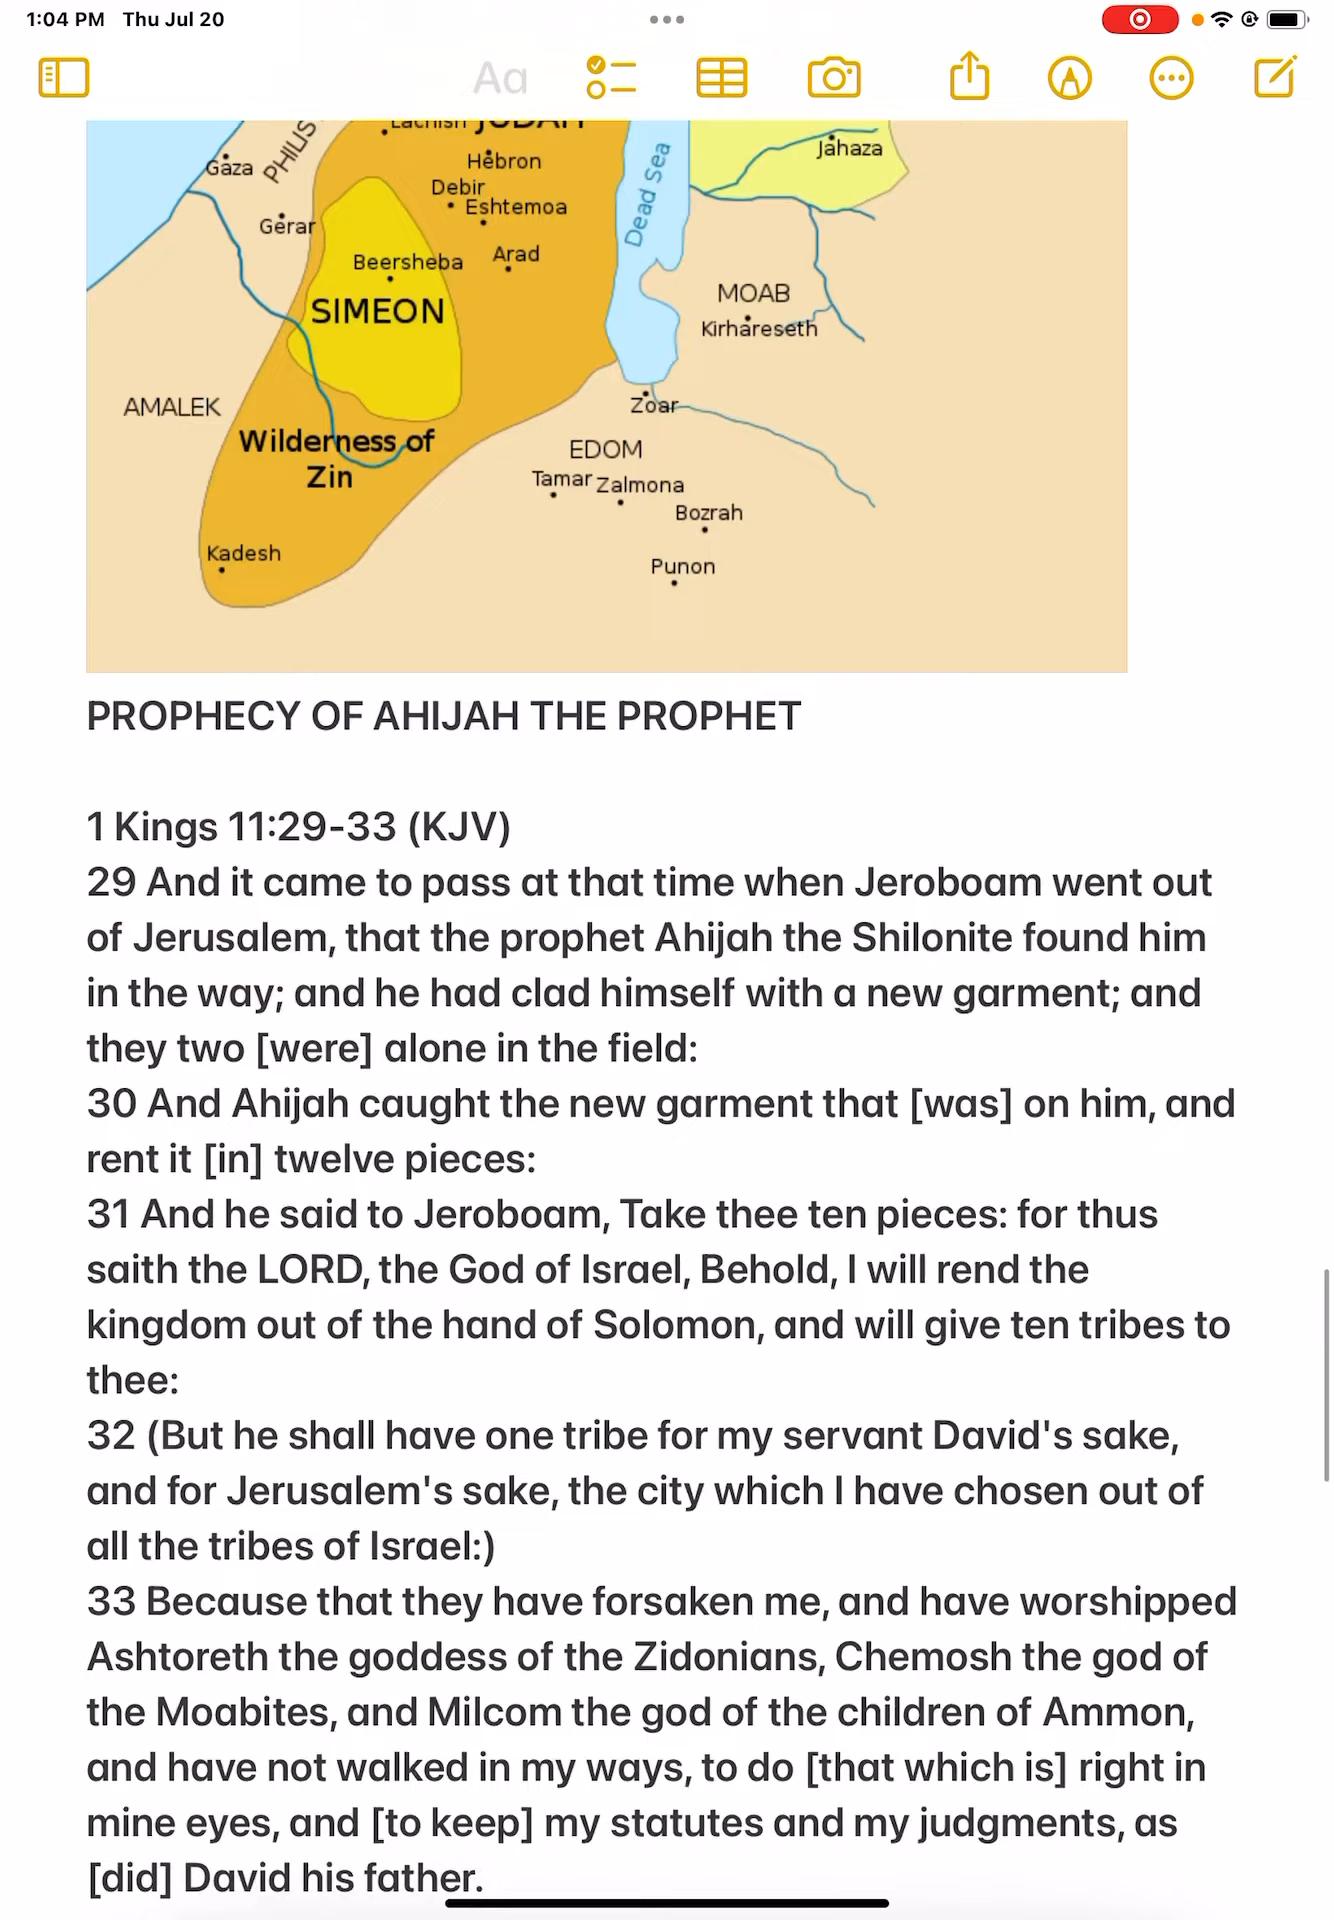 1:04 PM Thu Jul 20
Aa
Lachish JUDAH
Gaza
PHILIS
Hebron
Dead Sea
Jahaza
Debir
Eshtemoa
Gerar
Beersheba
Arad
SIMEON
MOAB
Kirhareseth
AMALEK
Zoar
Wilderness of
Zin
EDOM
Tamar Zalmona
Bozrah
Kadesh
Punon
PROPHECY OF AHIJAH THE PROPHET
1 Kings 11:29-33 (KJV)
29 And it came to pass at that time when Jeroboam went out
of Jerusalem, that the prophet Ahijah the Shilonite found him
in the way; and he had clad himself with a new garment; and
they two [were] alone in the field:
30 And Ahijah caught the new garment that [was] on him, and
rent it [in] twelve pieces:
31 And he said to Jeroboam, Take thee ten pieces: for thus
saith the LORD, the God of Israel, Behold, I will rend the
kingdom out of the hand of Solomon, and will give ten tribes to
thee:
32 (But he shall have one tribe for my servant David's sake,
and for Jerusalem's sake, the city which I have chosen out of
all the tribes of Israel:)
33 Because that they have forsaken me, and have worshipped
Ashtoreth the goddess of the Zidonians, Chemosh the god of
the Moabites, and Milcom the god of the children of Ammon,
and have not walked in my ways, to do [that which is] right in
mine eyes, and [to keep] my statutes and my judgments, as
[did] David his father.